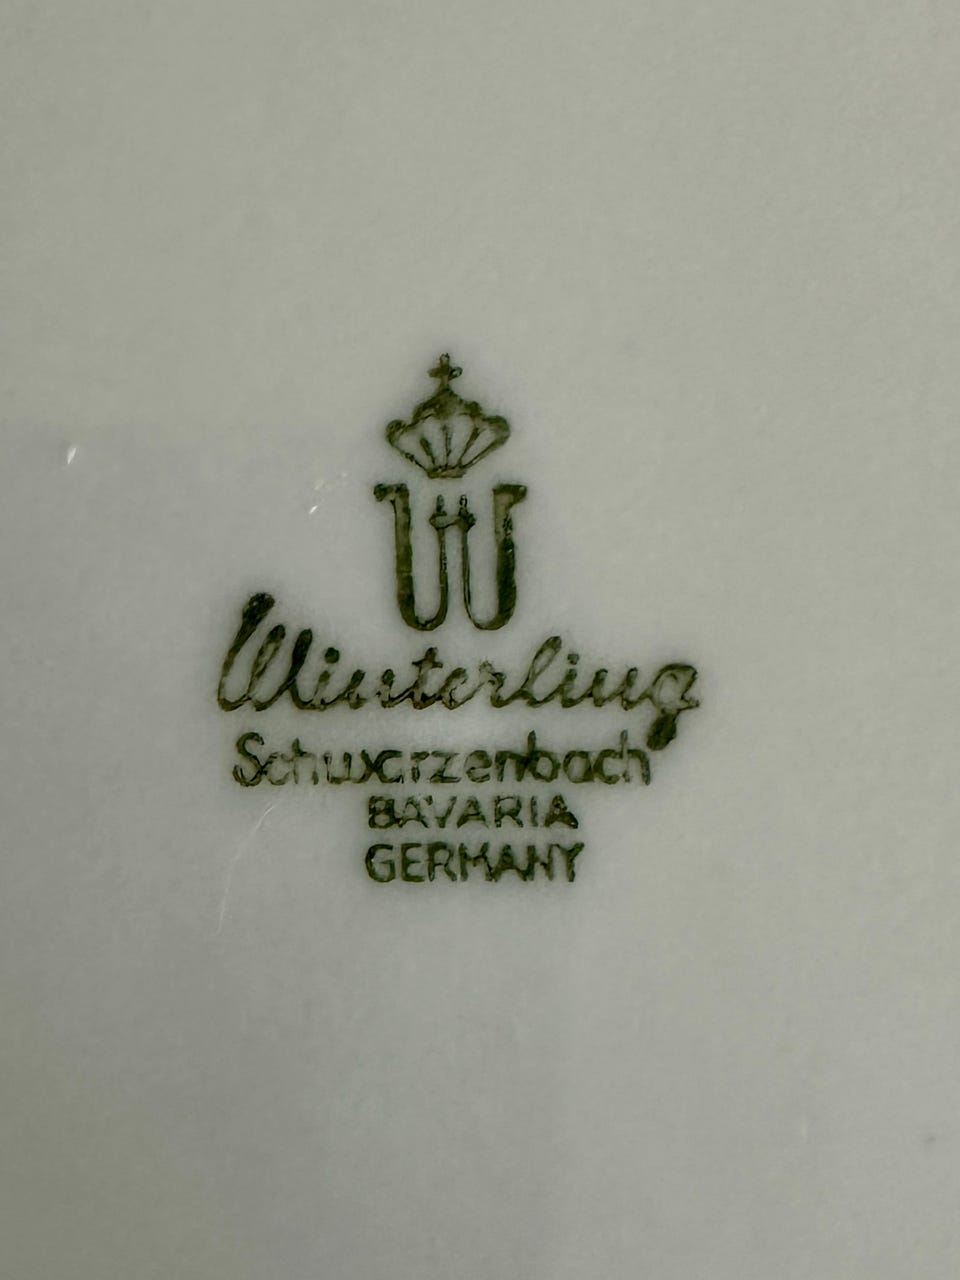 W
Winterling
Schwarzenbach
BAVARIA
GERMANY